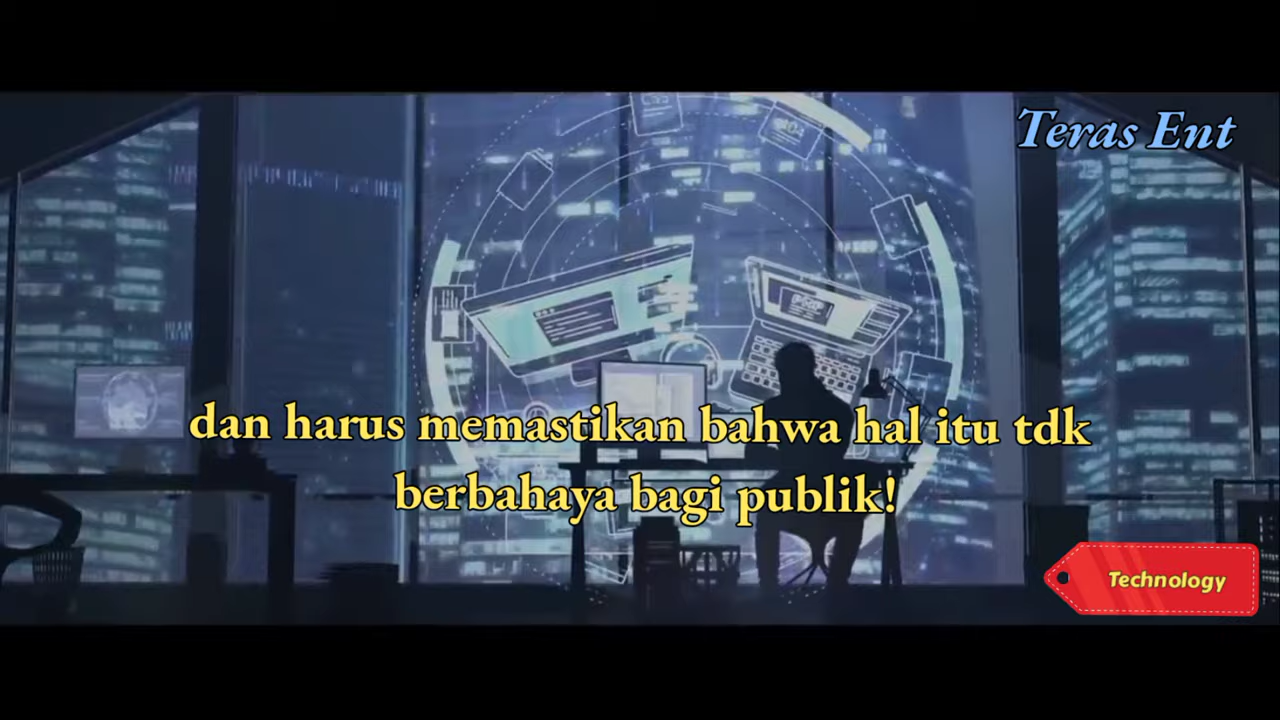 Teras Ent
dan harus memastikan bahwa hal itu tdk
berbahaya bagi publik!
Technology